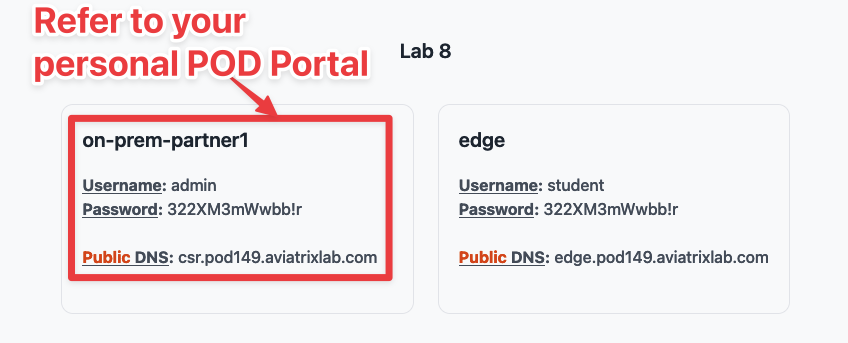 Refer to your
personal POD Portal
Lab 8
on-prem-partner1
Username: admin
Password: 322XM3mWwbb!r
Public DNS: csr.pod149.aviatrixlab.com
edge
Username: student
Password: 322XM3mWwbb!r
Public DNS: edge.pod149.aviatrixlab.com